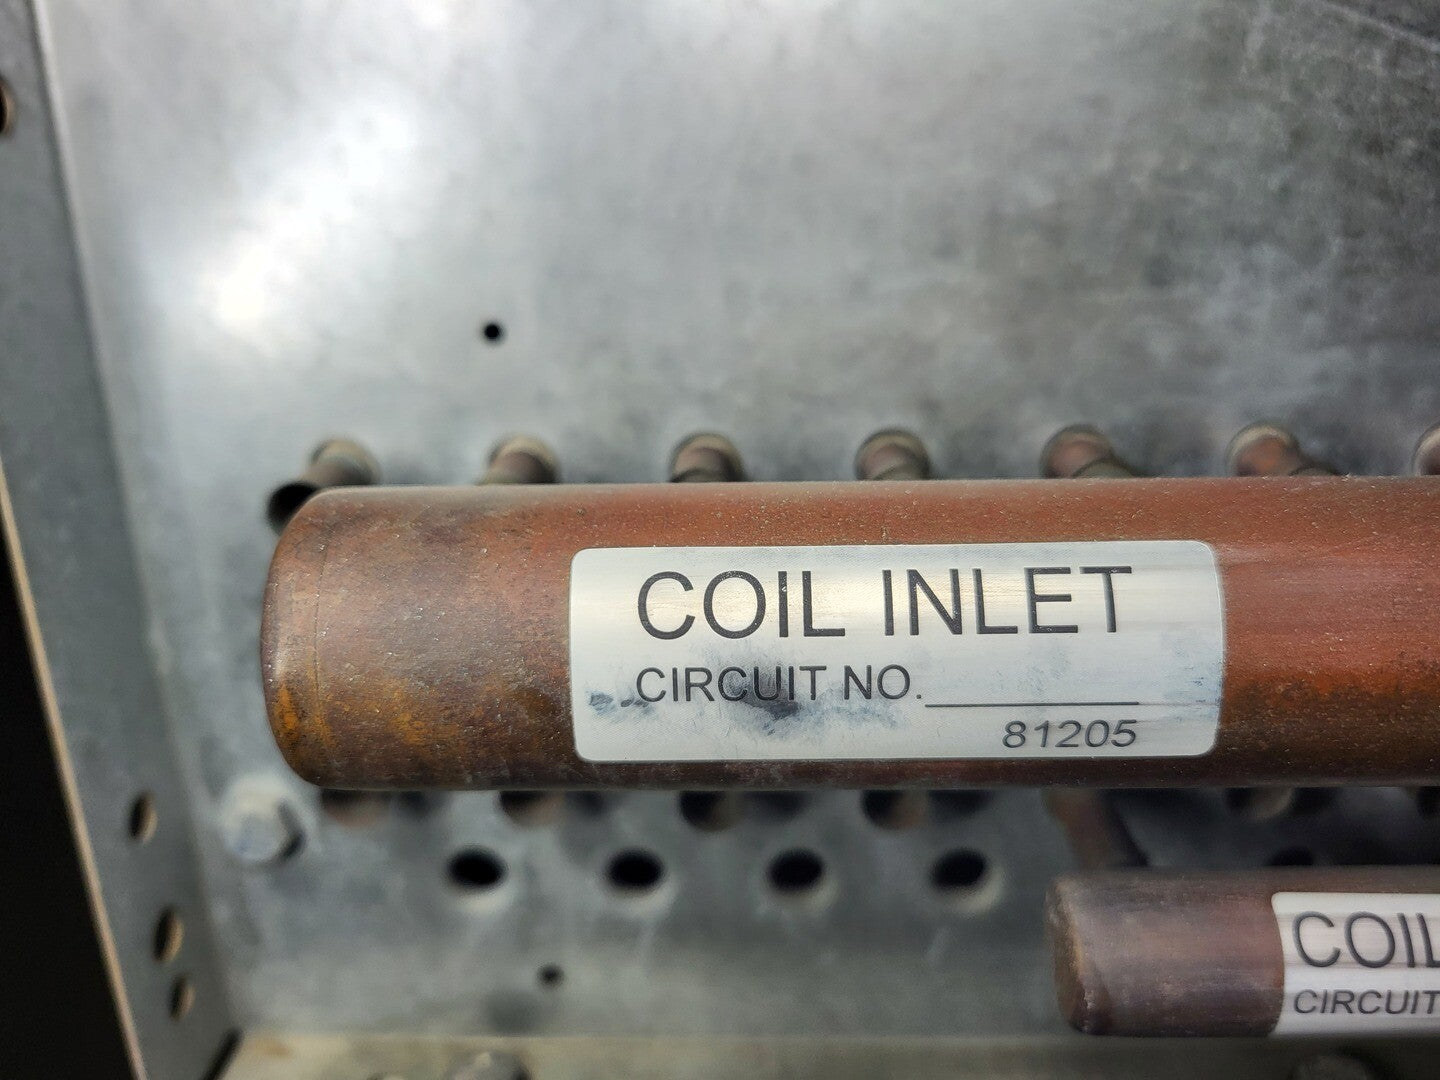 COIL INLET
CIRCUIT NO.
81205
COIL
CIRCUIT